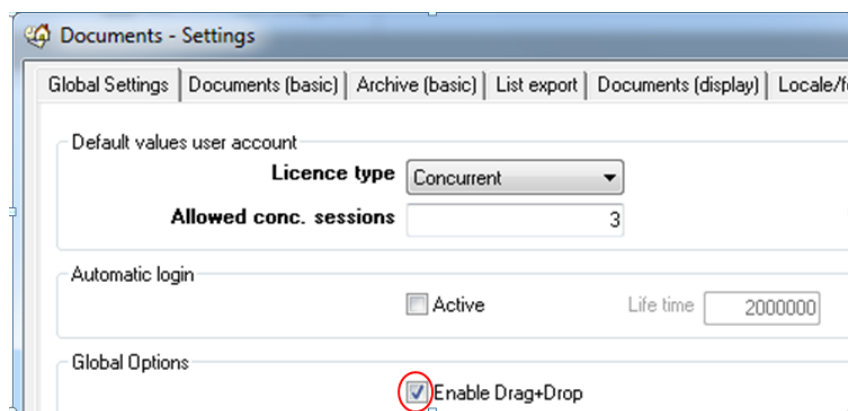 Documents - Settings
Global Settings Documents (basic) Archive (basic) List export Documents (display)
Default values user account
Licence type Concurrent
Allowed conc. sessions 3
Automatic login
Active Life time 2000000
Global Options
Enable Drag+Drop